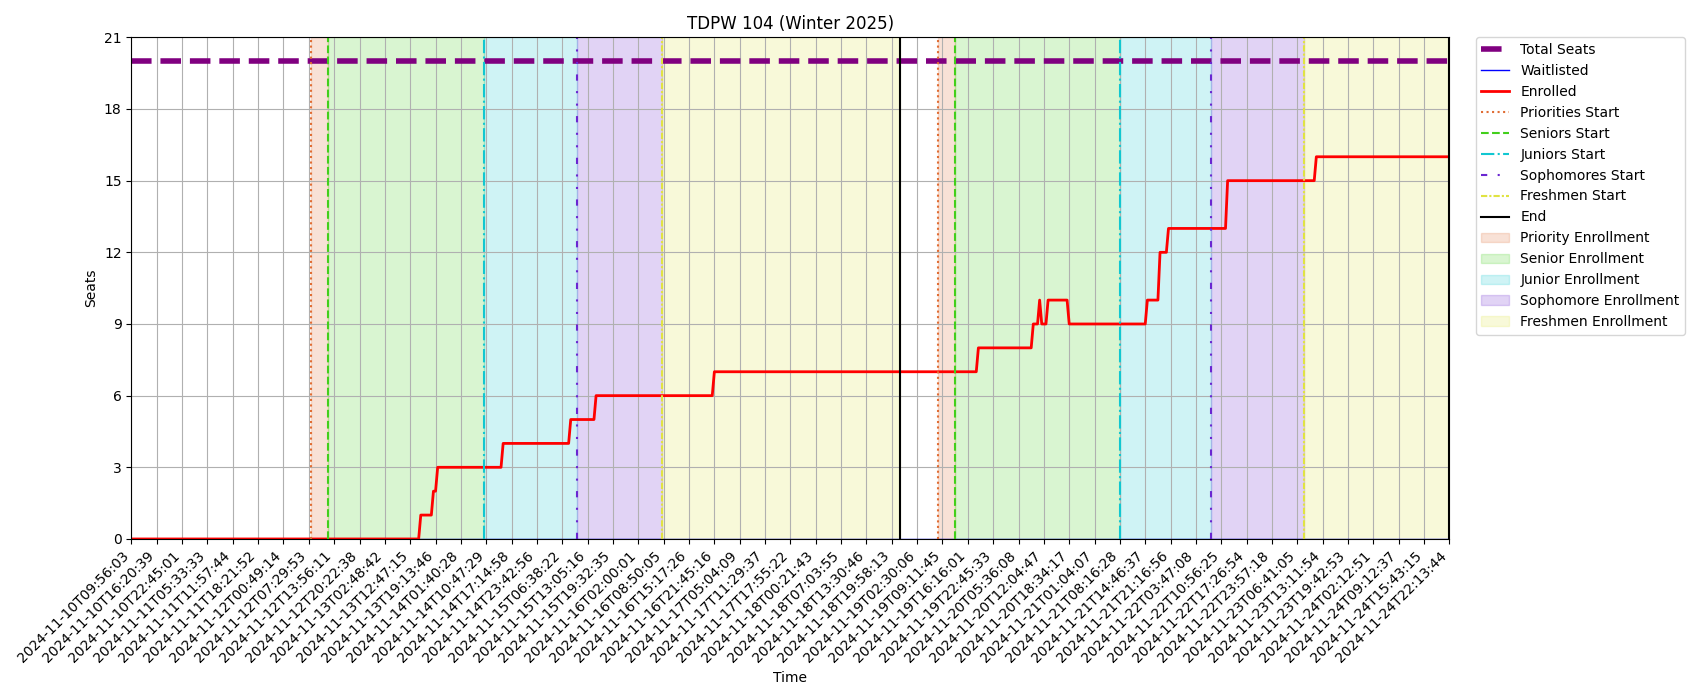 TDPW 104 (Winter 2025)
21
18
15
12
9
6
3
0
Seats
2024-11-10T09:56:03
2024-11-10T16:20:39
2024-11-10T22:45:01
2024-11-11T05:33:33
2024-11-11T11:57:44
2024-11-11T18:21:52
2024-11-12T00:49:14
2024-11-12T07:29:53
2024-11-12T13:56:11
2024-11-12T20:22:38
2024-11-13T02:48:42
2024-11-13T12:47:15
2024-11-13T19:13:46
2024-11-14T01:40:28
2024-11-14T10:47:29
2024-11-14T17:14:58
2024-11-14T23:42:56
2024-11-15T06:38:22
2024-11-15T13:05:16
2024-11-15T19:32:35
2024-11-16T02:00:01
2024-11-16T08:50:05
2024-11-16T15:17:26
2024-11-16T21:45:16
2024-11-17T05:04:09
2024-11-17T11:29:37
2024-11-17T17:55:22
2024-11-18T00:21:43
2024-11-18T07:03:55
2024-11-18T13:30:46
2024-11-18T19:58:13
2024-11-19T02:30:06
2024-11-19T09:11:45
2024-11-19T16:16:01
2024-11-19T22:45:33
2024-11-20T05:36:08
2024-11-20T12:04:47
2024-11-20T18:34:17
2024-11-21T01:04:07
2024-11-21T08:16:28
2024-11-21T14:46:37
2024-11-21T21:16:56
2024-11-22T03:47:08
2024-11-22T10:56:25
2024-11-22T17:26:54
2024-11-22T23:57:18
2024-11-23T06:41:05
2024-11-23T13:11:54
2024-11-23T19:42:53
2024-11-24T02:12:51
2024-11-24T09:12:37
2024-11-24T15:43:15
2024-11-24T22:13:44
Time
Total Seats
Waitlisted
Enrolled
Priorities Start
Seniors Start
Juniors Start
Sophomores Start
Freshmen Start
End
Priority Enrollment
Senior Enrollment
Junior Enrollment
Sophomore Enrollment
Freshmen Enrollment